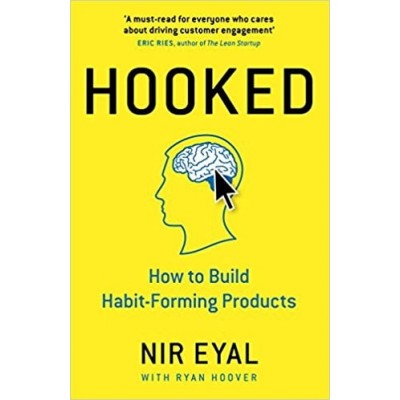 ‘A must-read for everyone who cares
about driving customer engagement’
ERIC RIES, author of The Lean Startup
HOOKED
How to Build
Habit-Forming Products
NIR EYAL
WITH RYAN HOOVER